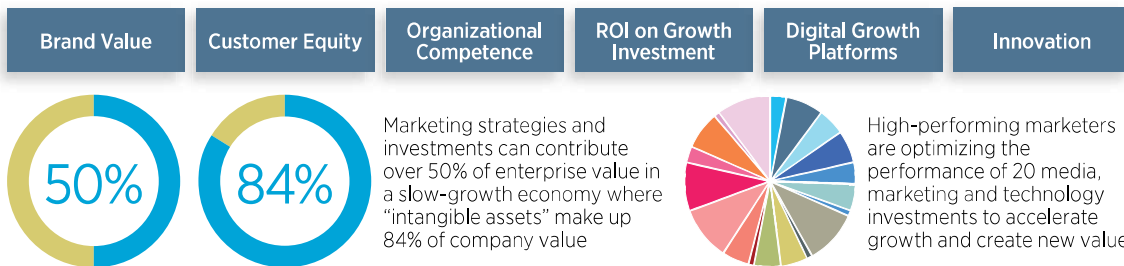 Brand Value
Customer Equity
Organizational
Competence
ROI on Growth
Investment
Digital Growth
Platforms
Innovation
50%
84%
Marketing strategies and
investments can contribute
over 50% of enterprise value in
a slow-growth economy where
“intangible assets” make up
84% of company value
High-performing marketers
are optimizing the
performance of 20 media,
marketing and technology
investments to accelerate
growth and create new value